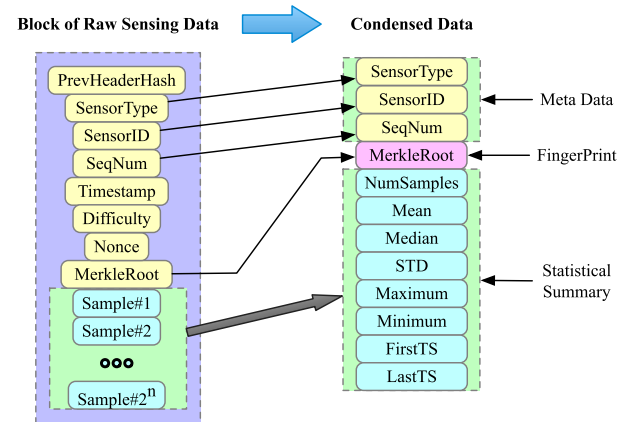 Block of Raw Sensing Data
PrevHeaderHash
SensorType
SensorID
SeqNum
Timestamp
Difficulty
Nonce
MerkleRoot
Sample#1
Sample#2
Sample#2ⁿ
Condensed Data
SensorType
SensorID
SeqNum
MerkleRoot
NumSamples
Mean
Median
STD
Maximum
Minimum
FirstTS
LastTS
Meta Data
FingerPrint
Statistical
Summary